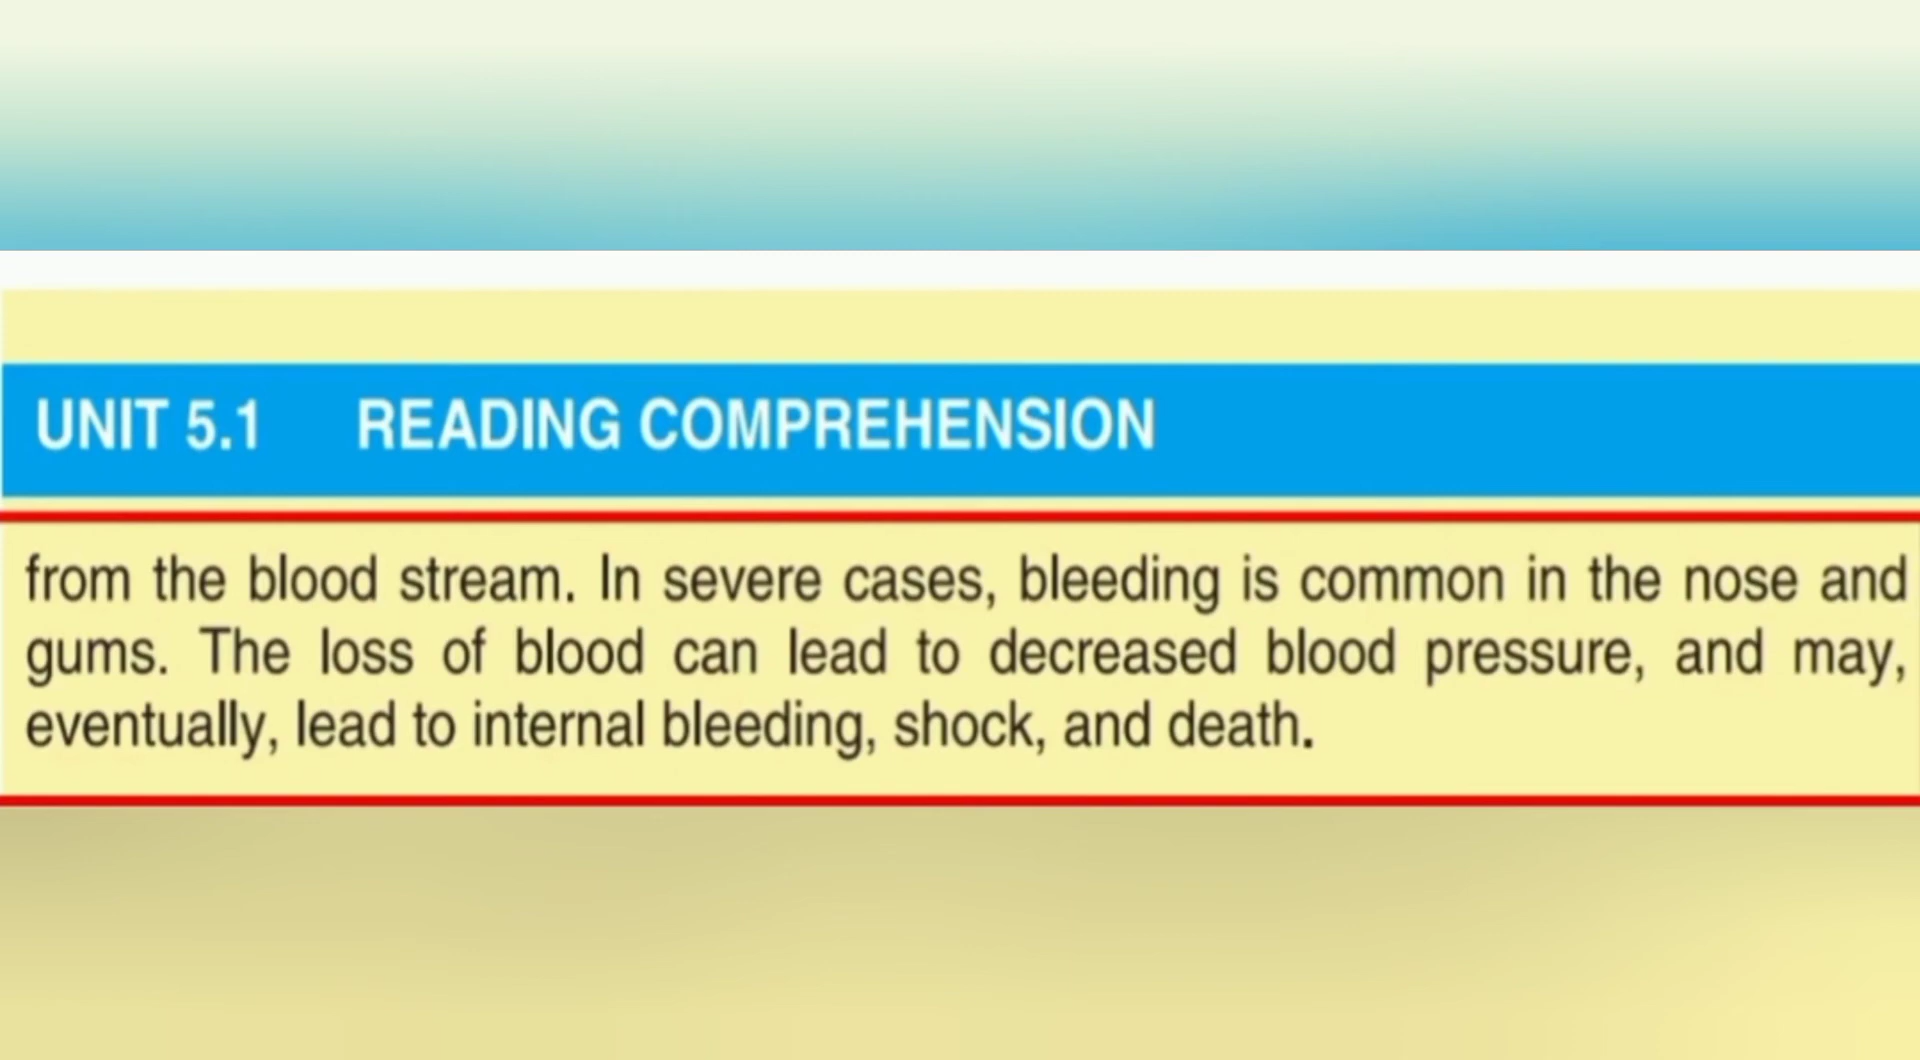 UNIT 5.1 READING COMPREHENSION
from the blood stream. In severe cases, bleeding is common in the nose and
gums. The loss of blood can lead to decreased blood pressure, and may,
eventually, lead to internal bleeding, shock, and death.